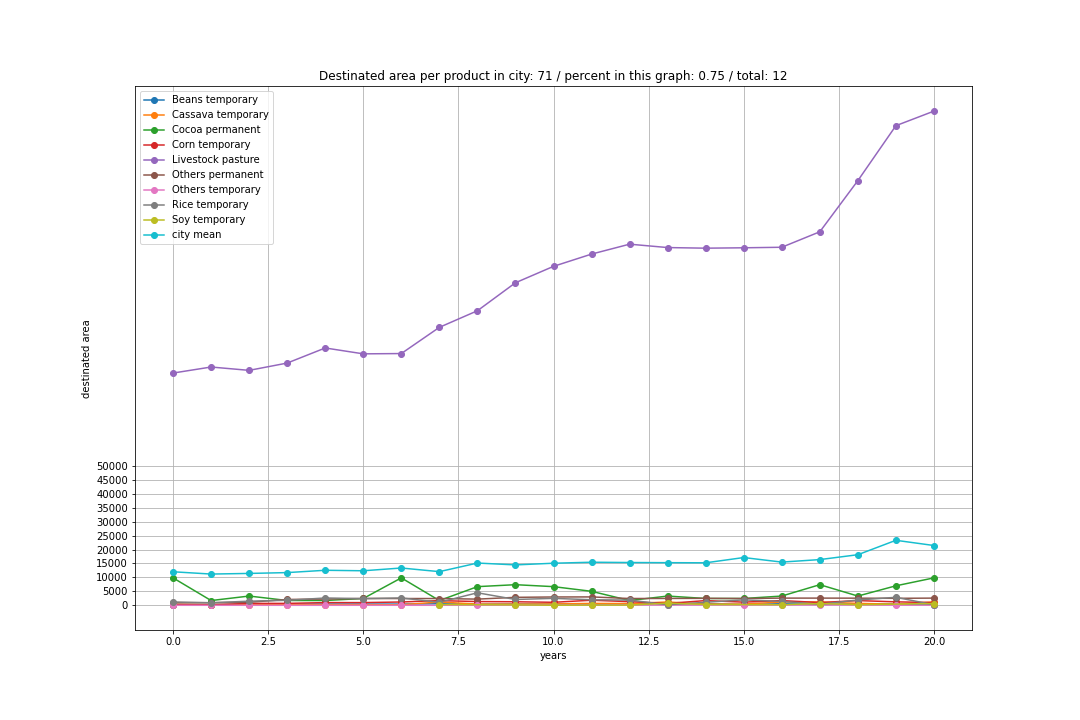 Destinated area per product in city: 71 / percent in this graph: 0.75 / total: 12
Beans temporary
Cassava temporary
Cocoa permanent
Corn temporary
Livestock pasture
Others permanent
Others temporary
Rice temporary
Soy temporary
city mean
destinated area
50000
45000
40000
35000
30000
25000
20000
15000
10000
5000
0
0.0 2.5 5.0 7.5 10.0 12.5 15.0 17.5 20.0
years